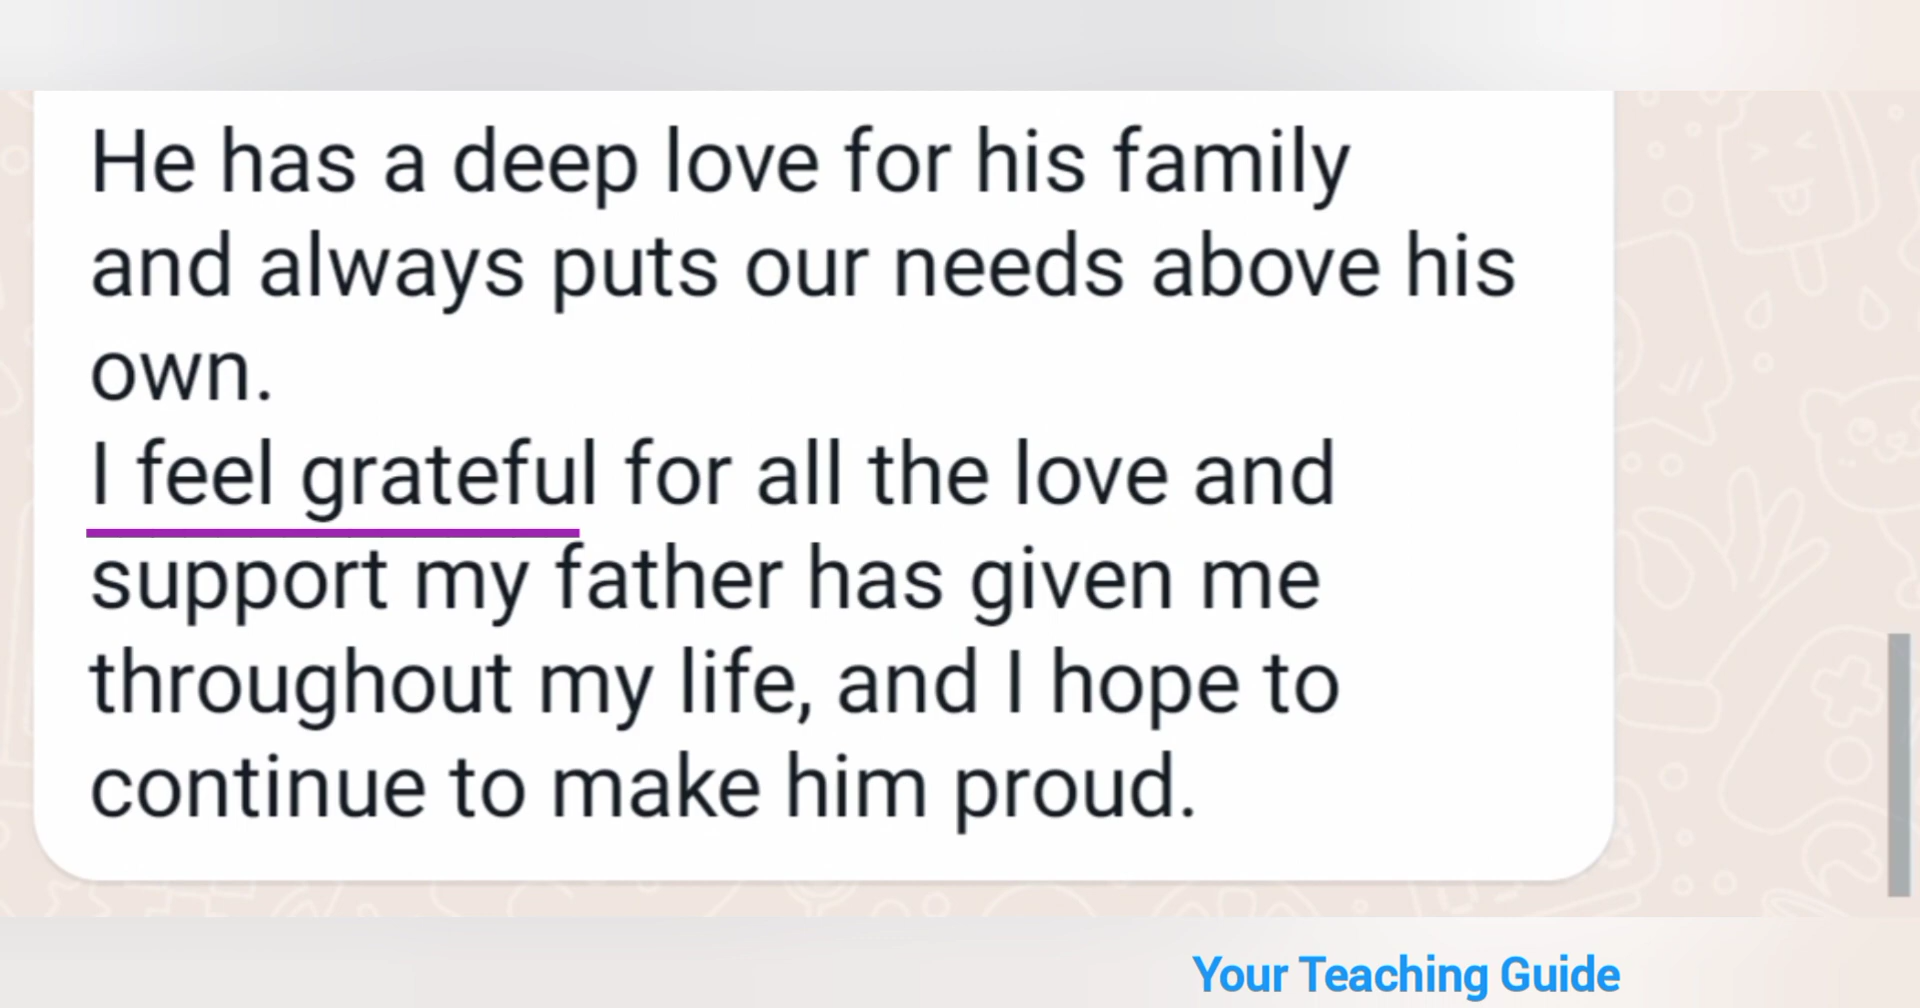 He has a deep love for his family
and always puts our needs above his
own.
I feel grateful for all the love and
support my father has given me
throughout my life, and I hope to
continue to make him proud.
Your Teaching Guide